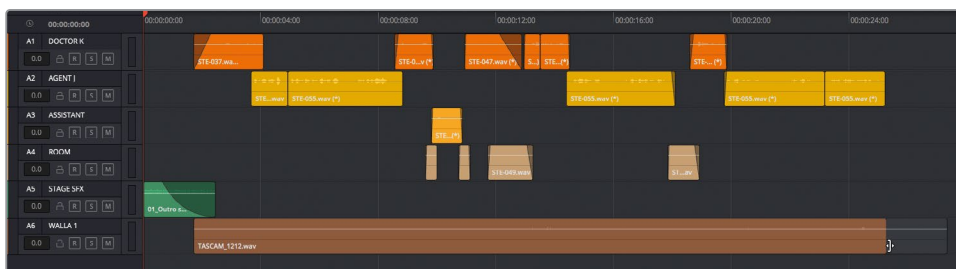 00:00:00:00 00:00:00:00 00:00:04:00 00:00:08:00 00:00:12:00 00:00:16:00 00:00:20:00 00:00:24:00
A1 DOCTOR K
0.0 R S M
STE-037.wa... STE-0...v (*) STE-047.wav (*) S...) STE...(*) STE-... (*)
A2 AGENT J
0.0 R S M
STE...wav STE-055.wav (*) STE-055.wav (*) STE-055.wav (*) STE-055.wav (*)
A3 ASSISTANT
0.0 R S M
STE...(*)
A4 ROOM
0.0 R S M
STE-049.wav ST...av
A5 STAGE SFX
0.0 R S M
01_Outro s...
A6 WALLA 1
0.0 R S M
TASCAM_1212.wav